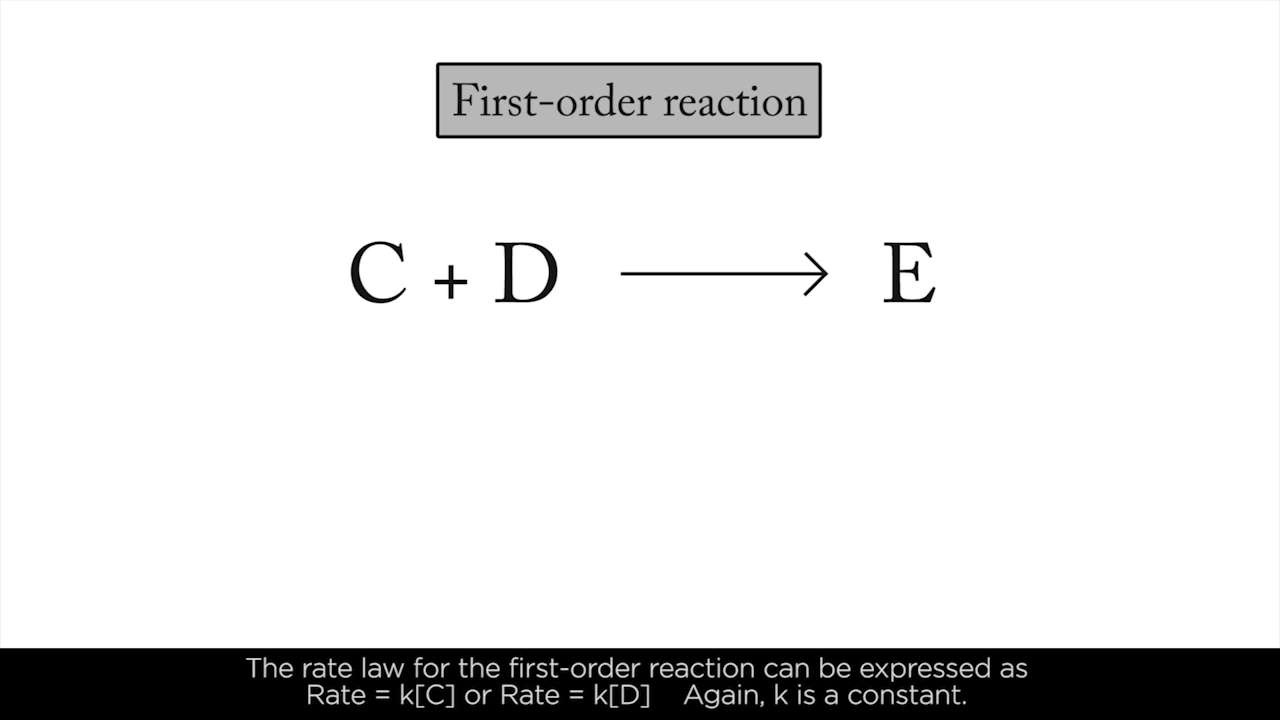 First-order reaction
C + D ⟶ E
The rate law for the first-order reaction can be expressed as
Rate = k[C] or Rate = k[D] Again, k is a constant.